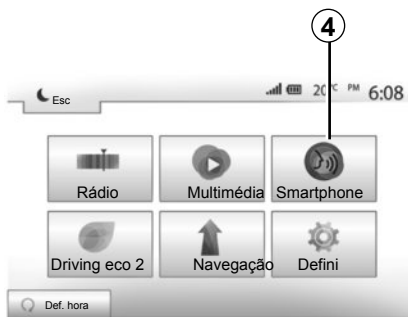 4
Esc
20 °C PM 6:08
Rádio
Multimédia
Smartphone
Driving eco 2
Navegação
Defini
Def. hora